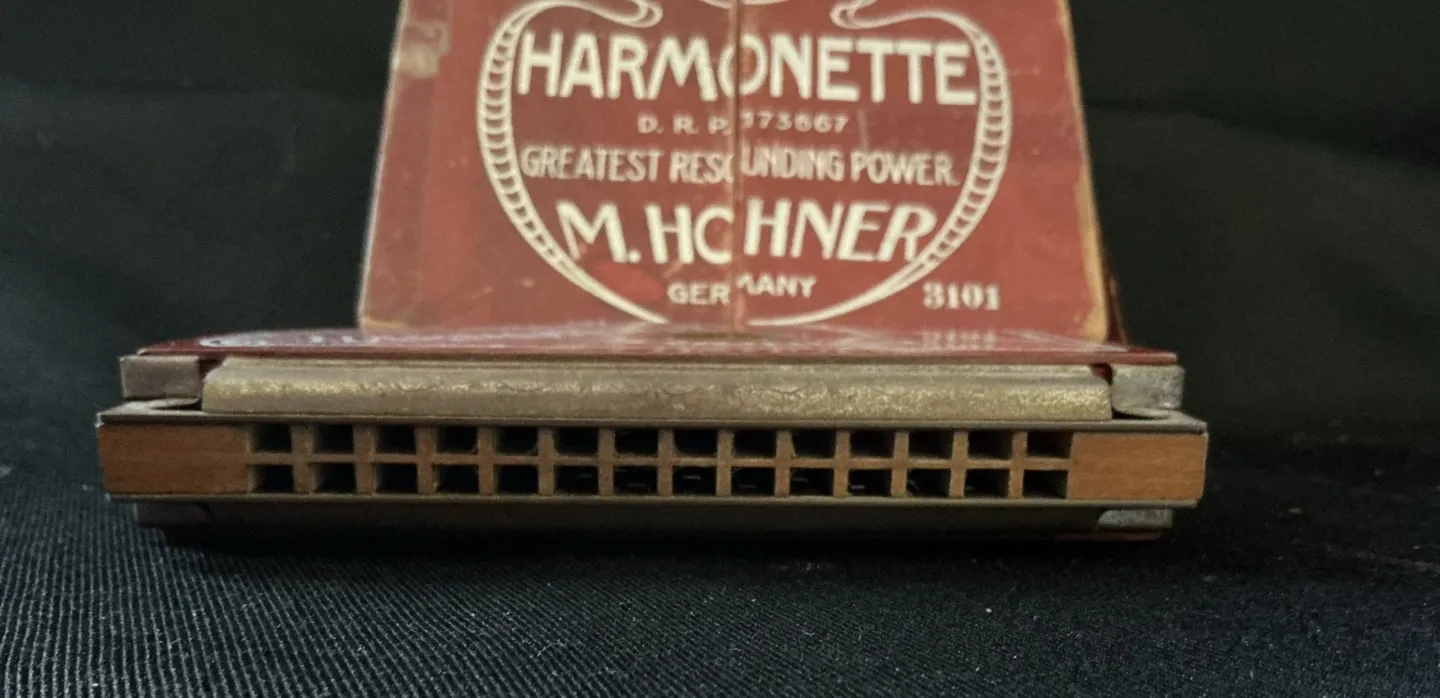 HARMONETTE
D. R. P. 173667
GREATEST RESOUNDING POWER.
M. HOHNER
GERMANY
3101